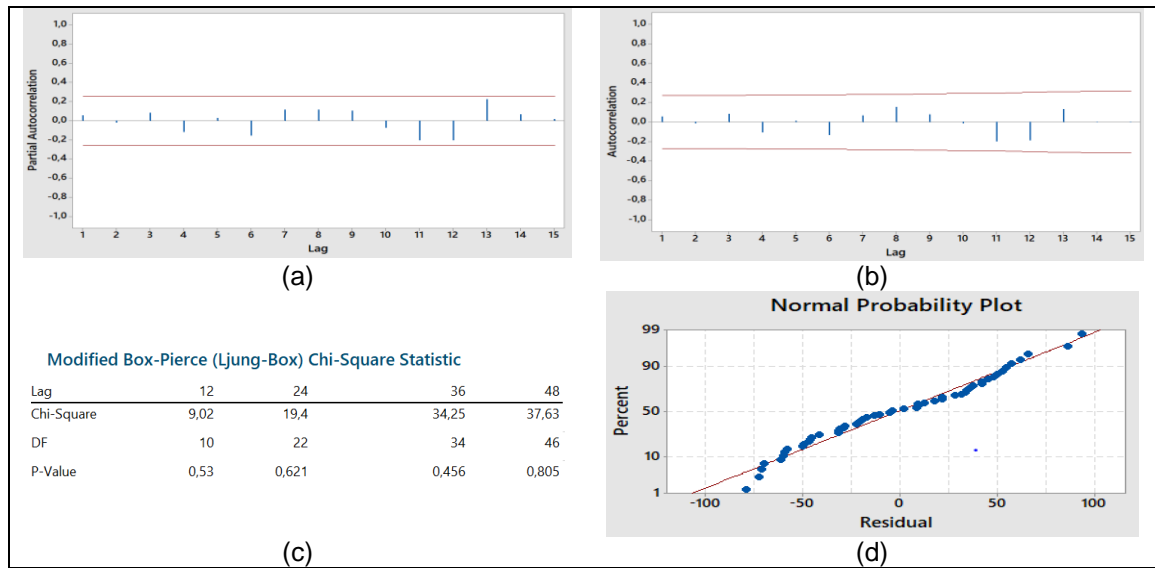 1,0
0,8
0,6
0,4
0,2
0,0
-0,2
-0,4
-0,6
-0,8
-1,0
Partial Autocorrelation
1 2 3 4 5 6 7 8 9 10 11 12 13 14 15
Lag
(a)
1,0
0,8
0,6
0,4
0,2
0,0
-0,2
-0,4
-0,6
-0,8
-1,0
Autocorrelation
1 2 3 4 5 6 7 8 9 10 11 12 13 14 15
Lag
(b)
Modified Box-Pierce (Ljung-Box) Chi-Square Statistic
Lag 12 24 36 48
Chi-Square 9,02 19,4 34,25 37,63
DF 10 22 34 46
P-Value 0,53 0,621 0,456 0,805
(c)
Normal Probability Plot
99
90
50
10
1
Percent
-100 -50 0 50 100
Residual
(d)